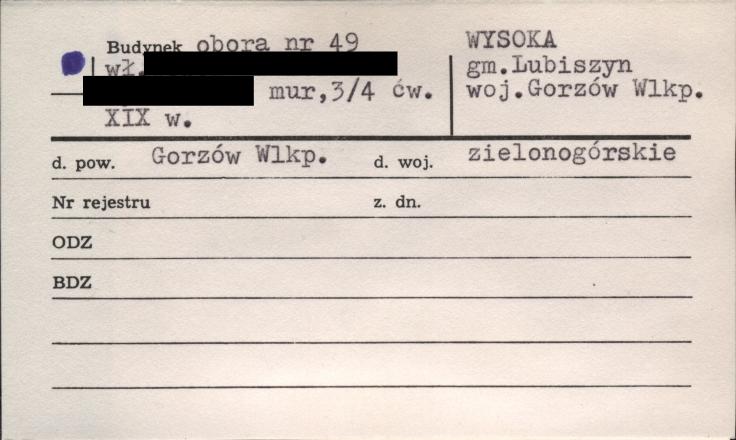 Budynek obora nr 49
wł.
mur,3/4 ćw.
XIX w.
WYSOKA
gm.Lubiszyn
woj.Gorzów Wlkp.
d. pow. Gorzów Wlkp. d. woj. zielonogórskie
Nr rejestru z. dn.
ODZ
BDZ